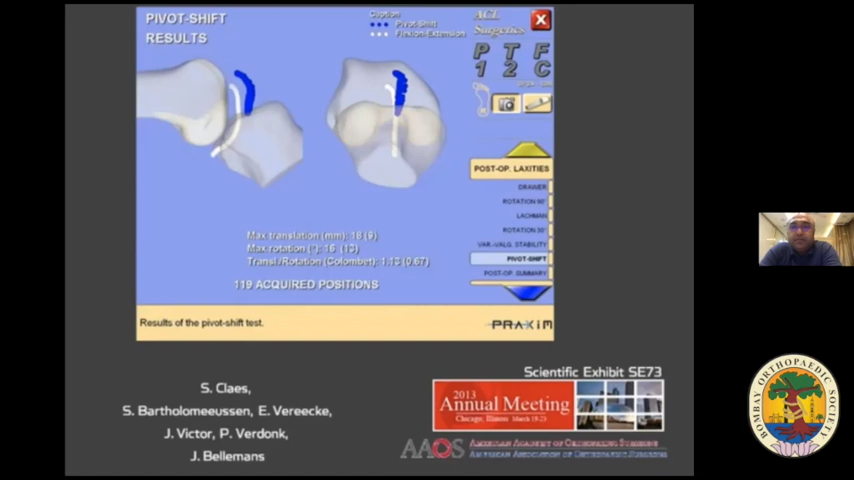 PIVOT-SHIFT
RESULTS
Caption
Pivot-Shift
Flexion-Extension
ACL
Surgetics
P T F
1 2 C
POST-OP. LAXITIES
DRAWER
ROTATION 90°
LACHMAN
ROTATION 30°
VAR.-VALG. STABILITY
PIVOT-SHIFT
POST-OP. SUMMARY
Max translation (mm): 18 (9)
Max rotation (°): 16 (13)
Transl./Rotation (Colombet): 1.13 (0.67)
119 ACQUIRED POSITIONS
Results of the pivot-shift test.
PRAXIM
Scientific Exhibit SE73
S. Claes,
S. Bartholomeeussen, E. Vereecke,
J. Victor, P. Verdonk,
J. Bellemans
2013
Annual Meeting
Chicago, Illinois March 19-23
AAOS
AMERICAN ACADEMY OF ORTHOPAEDIC SURGEONS
AMERICAN ASSOCIATION OF ORTHOPAEDIC SURGEONS
BOMBAY ORTHOPAEDIC SOCIETY